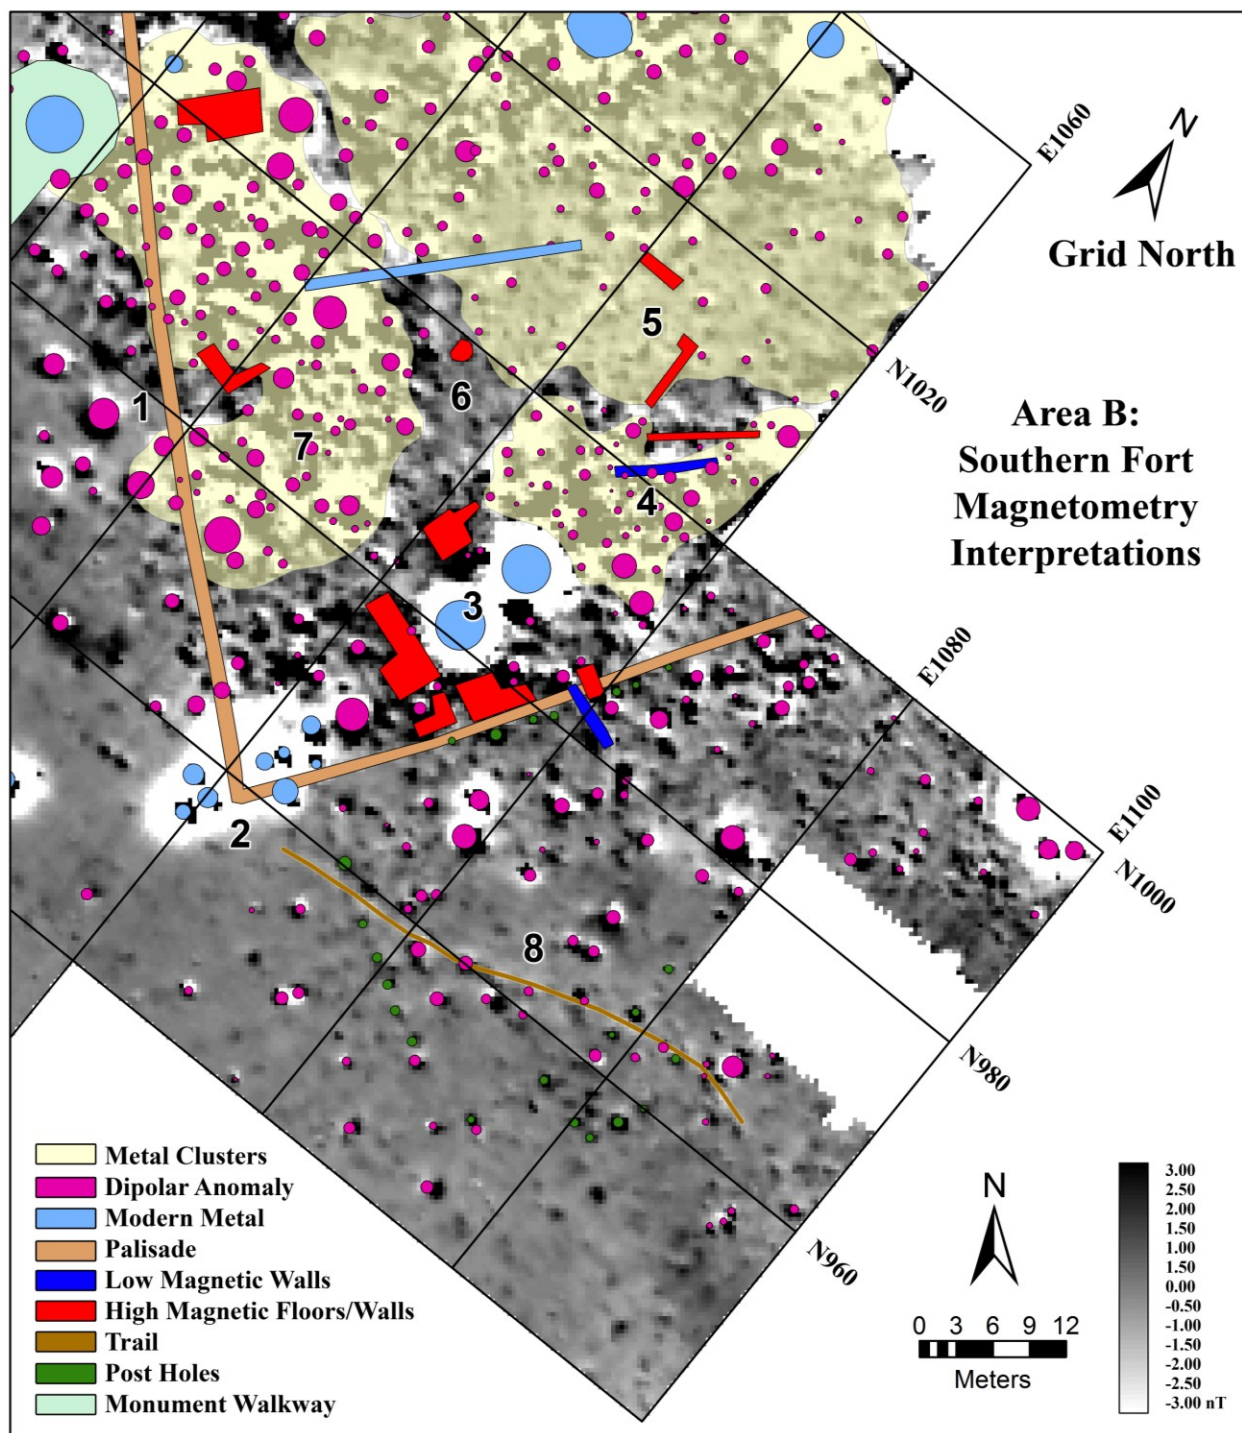 E1060
N
Grid North
5
N1020
6
1
Area B:
Southern Fort
Magnetometry
Interpretations
7
4
3
E1080
E1100
2
N1000
8
N980
Metal Clusters
Dipolar Anomaly
Modern Metal
Palisade
Low Magnetic Walls
High Magnetic Floors/Walls
Trail
Post Holes
Monument Walkway
N960
N
0 3 6 9 12
Meters
3.00
2.50
2.00
1.50
1.00
1.50
0.00
-0.50
-1.00
-1.50
-2.00
-2.50
-3.00 nT